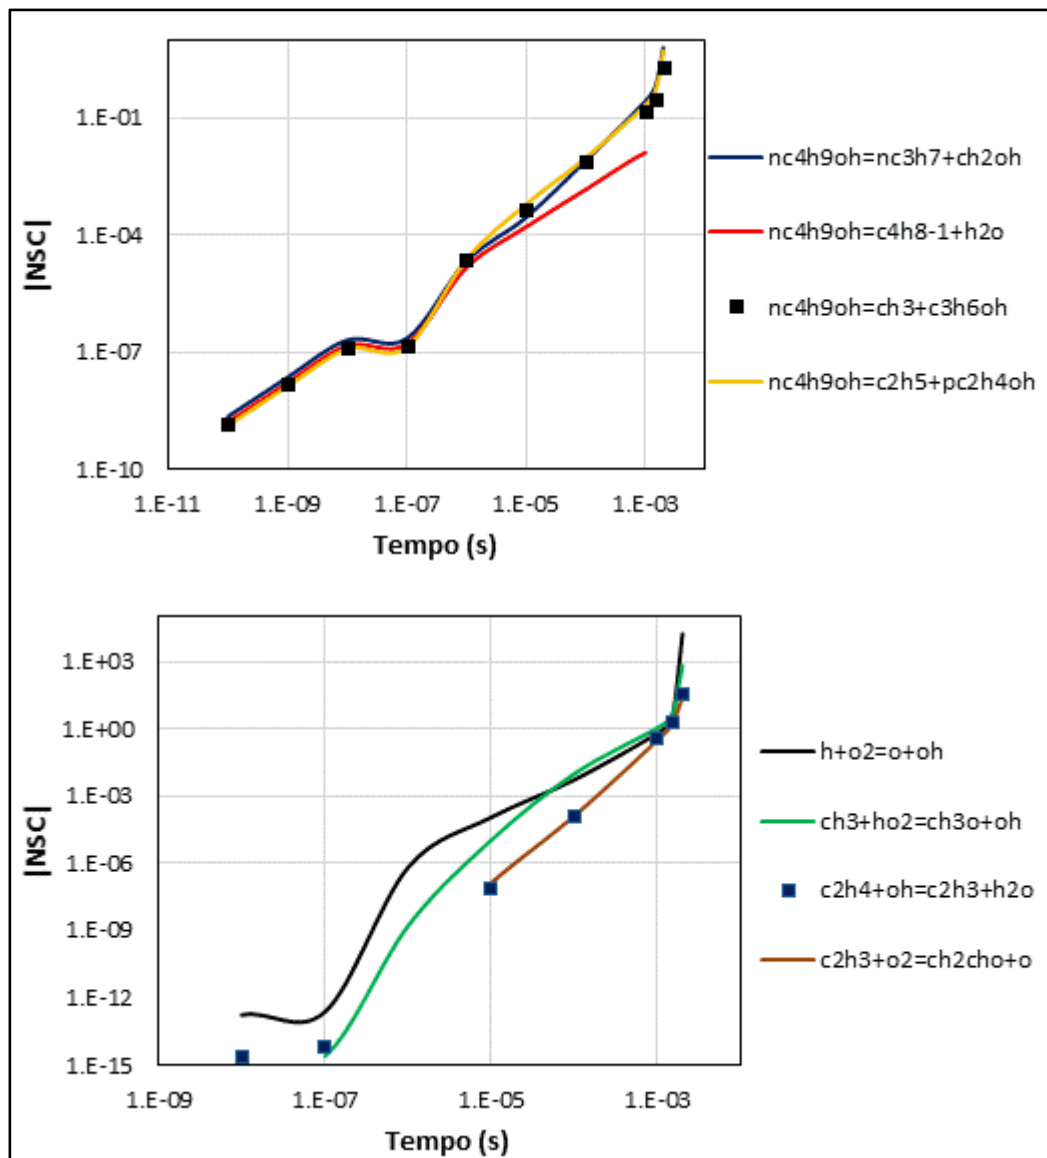 |NSC|
1.E-01
1.E-04
1.E-07
1.E-10
1.E-11
1.E-09
1.E-07
1.E-05
1.E-03
Tempo (s)
nc4h9oh=nc3h7+ch2oh
nc4h9oh=c4h8-1+h2o
nc4h9oh=ch3+c3h6oh
nc4h9oh=c2h5+pc2h4oh
|NSC|
1.E+03
1.E+00
1.E-03
1.E-06
1.E-09
1.E-12
1.E-15
1.E-09
1.E-07
1.E-05
1.E-03
Tempo (s)
h+o2=o+oh
ch3+ho2=ch3o+oh
c2h4+oh=c2h3+h2o
c2h3+o2=ch2cho+o